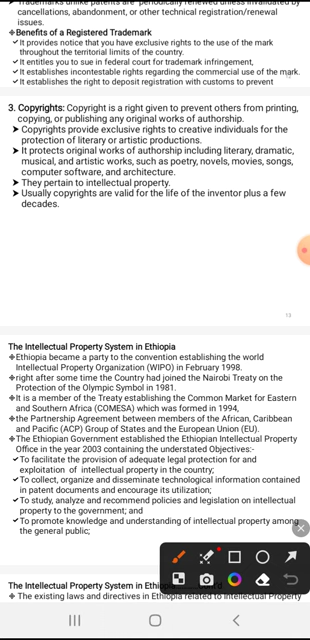 Trademarks unlike patents are periodically renewed unless invalidated by
cancellations, abandonment, or other technical registration/renewal
issues.
❖Benefits of a Registered Trademark
✓It provides notice that you have exclusive rights to the use of the mark
throughout the territorial limits of the country.
✓It entitles you to sue in federal court for trademark infringement,
✓It establishes incontestable rights regarding the commercial use of the mark.
✓It establishes the right to deposit registration with customs to prevent
3. Copyrights: Copyright is a right given to prevent others from printing,
copying, or publishing any original works of authorship.
➤ Copyrights provide exclusive rights to creative individuals for the
protection of literary or artistic productions.
➤ It protects original works of authorship including literary, dramatic,
musical, and artistic works, such as poetry, novels, movies, songs,
computer software, and architecture.
➤ They pertain to intellectual property.
➤ Usually copyrights are valid for the life of the inventor plus a few
decades.
13
The Intellectual Property System in Ethiopia
❖Ethiopia became a party to the convention establishing the world
Intellectual Property Organization (WIPO) in February 1998.
❖right after some time the Country had joined the Nairobi Treaty on the
Protection of the Olympic Symbol in 1981.
❖It is a member of the Treaty establishing the Common Market for Eastern
and Southern Africa (COMESA) which was formed in 1994,
❖the Partnership Agreement between members of the African, Caribbean
and Pacific (ACP) Group of States and the European Union (EU).
❖The Ethiopian Government established the Ethiopian Intellectual Property
Office in the year 2003 containing the understated Objectives:-
✓To facilitate the provision of adequate legal protection for and
exploitation of intellectual property in the country;
✓To collect, organize and disseminate technological information contained
in patent documents and encourage its utilization;
✓To study, analyze and recommend policies and legislation on intellectual
property to the government; and
✓To promote knowledge and understanding of intellectual property among
the general public;
The Intellectual Property System in
❖ The existing laws and directives in Ethiopia related to Intellectual Property